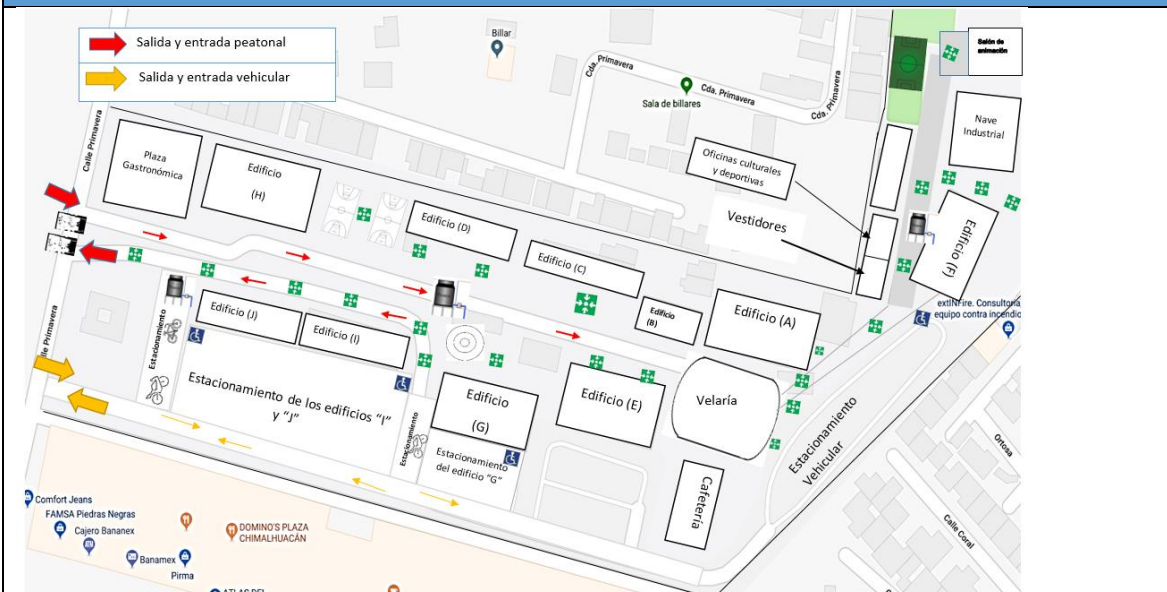 Salida y entrada peatonal
Salida y entrada vehicular
Billar
Cda. Primavera
Sala de billares
Cda. Primavera
Cda. Primavera
Salón de
animación
Nave
Industrial
Calle Primavera
Plaza
Gastronómica
Edificio
(H)
Oficinas culturales
y deportivas
Vestidores
Edificio (D)
Edificio (C)
Edificio (F)
Edificio
(B)
Edificio (A)
extINFire. Consultoria
equipo contra incendio
Edificio (J)
Edificio (I)
Estacionamiento
lle Primavera
Estacionamiento de los edificios "I"
y "J"
Edificio
(G)
Edificio (E)
Velaría
Estacionamiento
Vehicular
Estacionamiento
Estacionamiento
del edificio "G"
Cafetería
Ortosa
Calle Coral
Comfort Jeans
FAMSA Piedras Negras
Cajero Bananex
DOMINO'S PLAZA
CHIMALHUACÁN
Banamex
Pirma